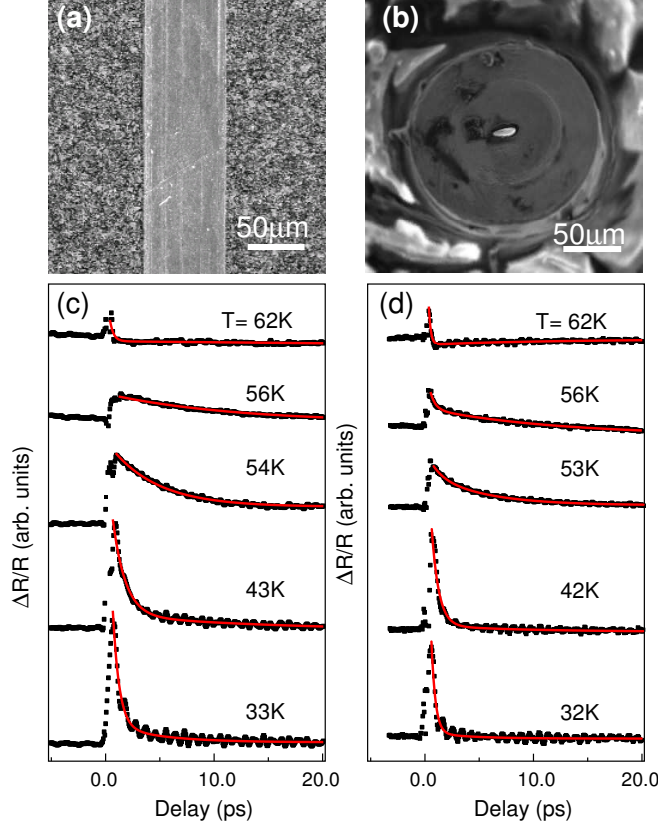 (a)
50μm
(b)
50μm
(c)
T= 62K
56K
54K
43K
33K
ΔR/R (arb. units)
0.0 10.0 20.0
Delay (ps)
(d)
T= 62K
56K
53K
42K
32K
ΔR/R (arb. units)
0.0 10.0 20.0
Delay (ps)